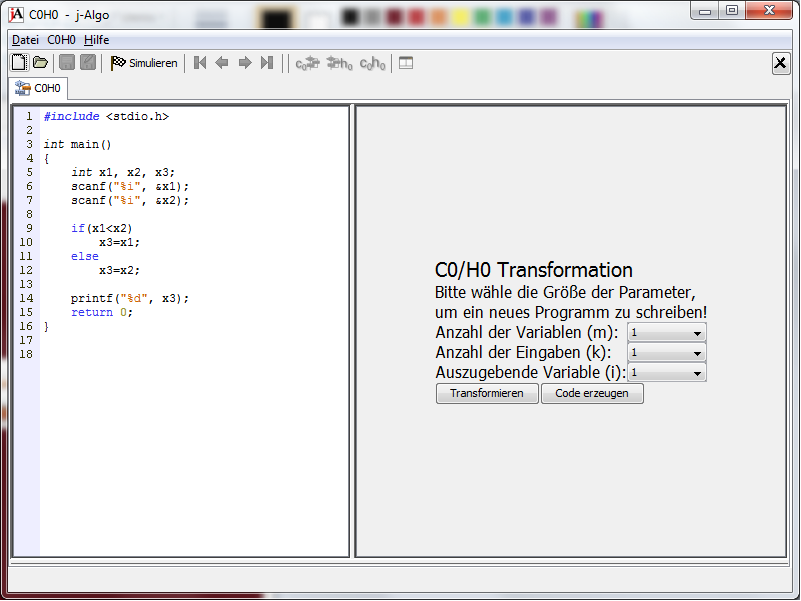 C0H0 - j-Algo
Datei C0H0 Hilfe
Simulieren
C0H0
1 #include <stdio.h>
2
3 int main()
4 {
5 int x1, x2, x3;
6 scanf("%i", &x1);
7 scanf("%i", &x2);
8
9 if(x1<x2)
10 x3=x1;
11 else
12 x3=x2;
13
14 printf("%d", x3);
15 return 0;
16 }
17
18
C0/H0 Transformation
Bitte wähle die Größe der Parameter,
um ein neues Programm zu schreiben!
Anzahl der Variablen (m): 1
Anzahl der Eingaben (k): 1
Auszugebende Variable (i): 1
Transformieren Code erzeugen